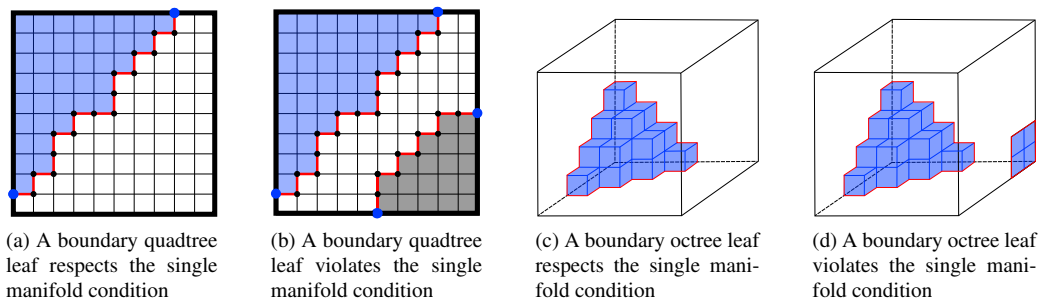 (a) A boundary quadtree
leaf respects the single
manifold condition
(b) A boundary quadtree
leaf violates the single
manifold condition
(c) A boundary octree leaf
respects the single mani-
fold condition
(d) A boundary octree leaf
violates the single mani-
fold condition